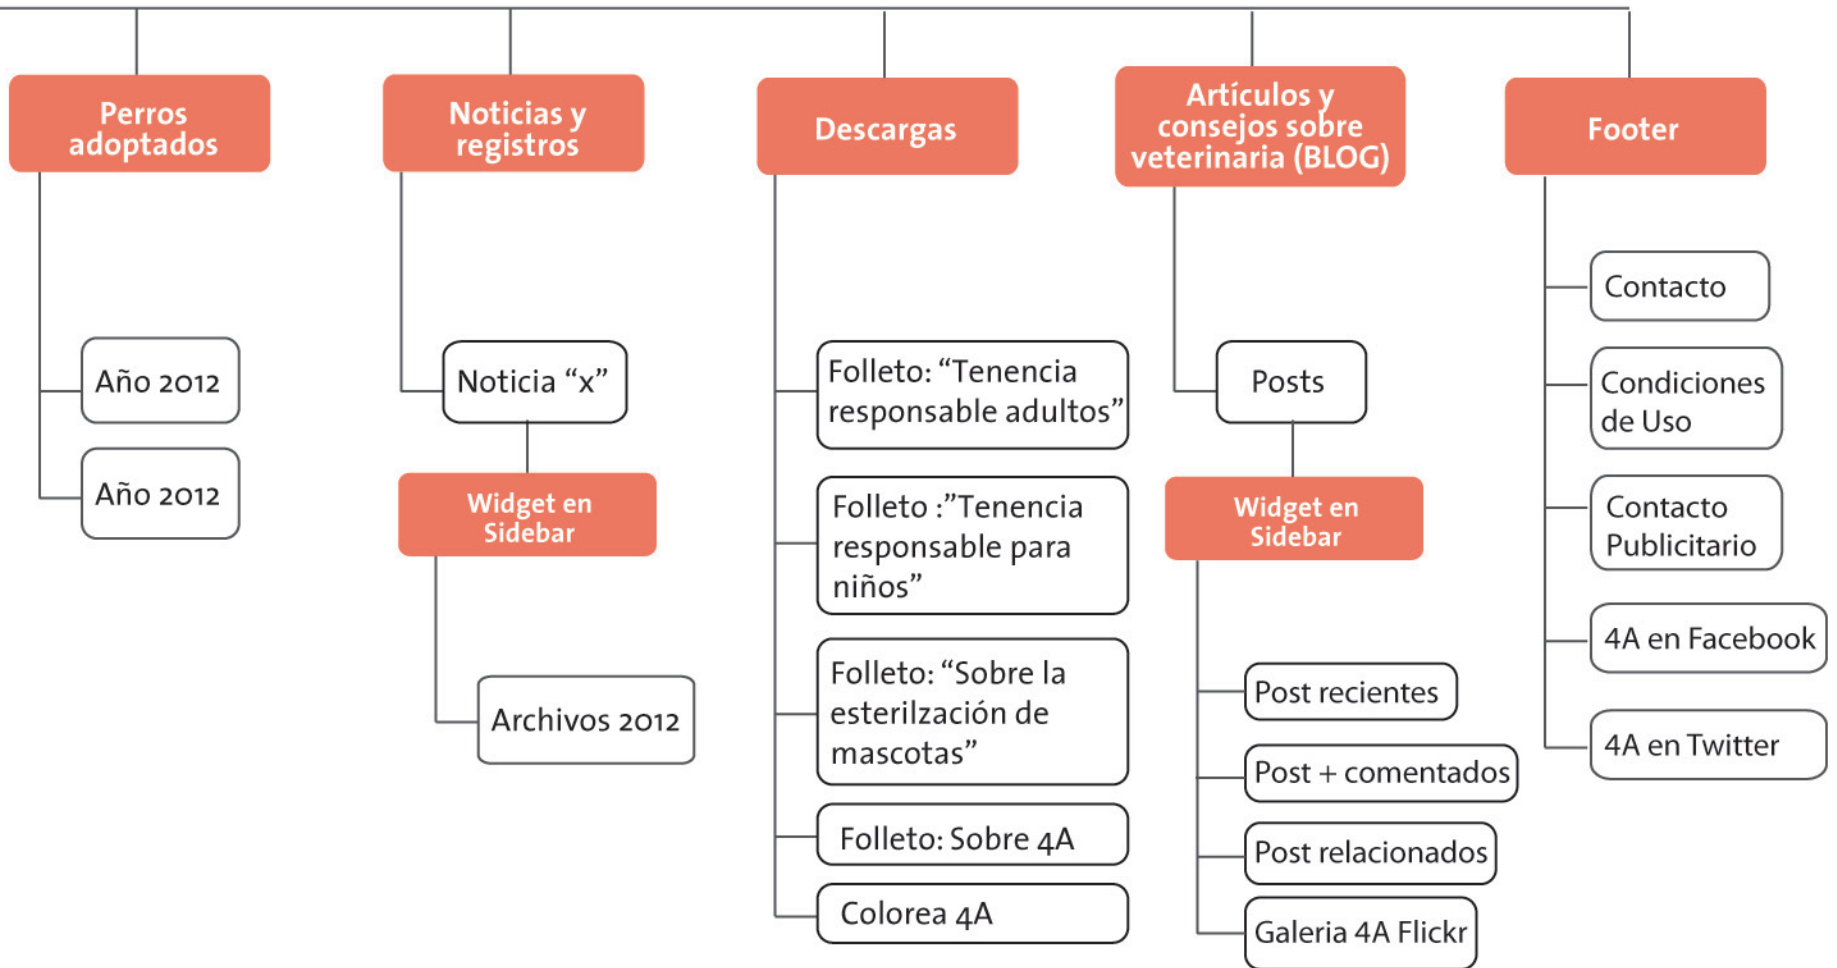 Perros
adoptados
Año 2012
Año 2012
Noticias y
registros
Noticia “x”
Widget en
Sidebar
Archivos 2012
Descargas
Folleto: “Tenencia
responsable adultos”
Folleto :”Tenencia
responsable para
niños”
Folleto: “Sobre la
esterilzación de
mascotas”
Folleto: Sobre 4A
Colorea 4A
Artículos y
consejos sobre
veterinaria (BLOG)
Posts
Widget en
Sidebar
Post recientes
Post + comentados
Post relacionados
Galeria 4A Flickr
Footer
Contacto
Condiciones
de Uso
Contacto
Publicitario
4A en Facebook
4A en Twitter